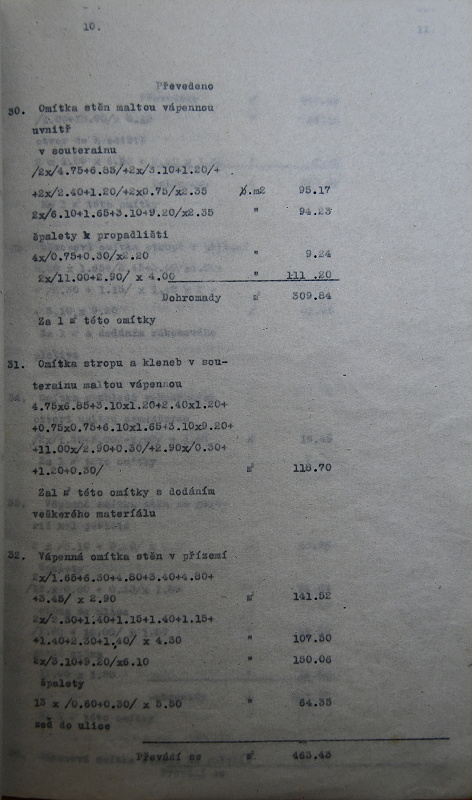 10.
Převedeno
30. Omítka stěn maltou vápennou
uvnitř
v souterainu
/2x/4.75+6.85/+2x/3.10+1.20/+
+2x/2.40+1.20/+2x0.75/x2.35 m2 95.17
2x/6.10+1.65+3.10+9.20/x2.35 " 94.23
špalety k propadlišti
4x/0.75+0.30/x2.20 " 9.24
2x/11.00+2.90/ x 4.00 " 111 .20
Dohromady m² 309.84
Za 1 m² této omítky
31. Omítka stropu a kleneb v sou-
terainu maltou vápennou
4.75x6.85+3.10x1.20+2.40x1.20+
+0.75x0.75+6.10x1.65+3.10x9.20+
+11.00x/2.90+0.30/+2.90x/0.30+
+1.20+0.30/ m² 118.70
Za1 m² této omítky s dodáním
veškerého materiálu
32. Vápenná omítka stěn v přízemí
2x/1.65+6.30+4.80+3.40+4.80+
+3.45/ x 2.90 m² 141.52
2x/2.30+1.40+1.15+1.40+1.15+
+1.40+2.30+1.40/ x 4.30 " 107.50
2x/3.10+9.20/x6.10 " 150.06
špalety
13 x /0.60+0.30/ x 5.50 " 64.35
do ulice
Převádí se m² 463.43